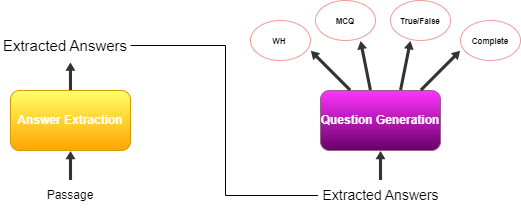 MCQ
True/False
WH
Complete
Extracted Answers
Answer Extraction
Question Generation
Passage
Extracted Answers